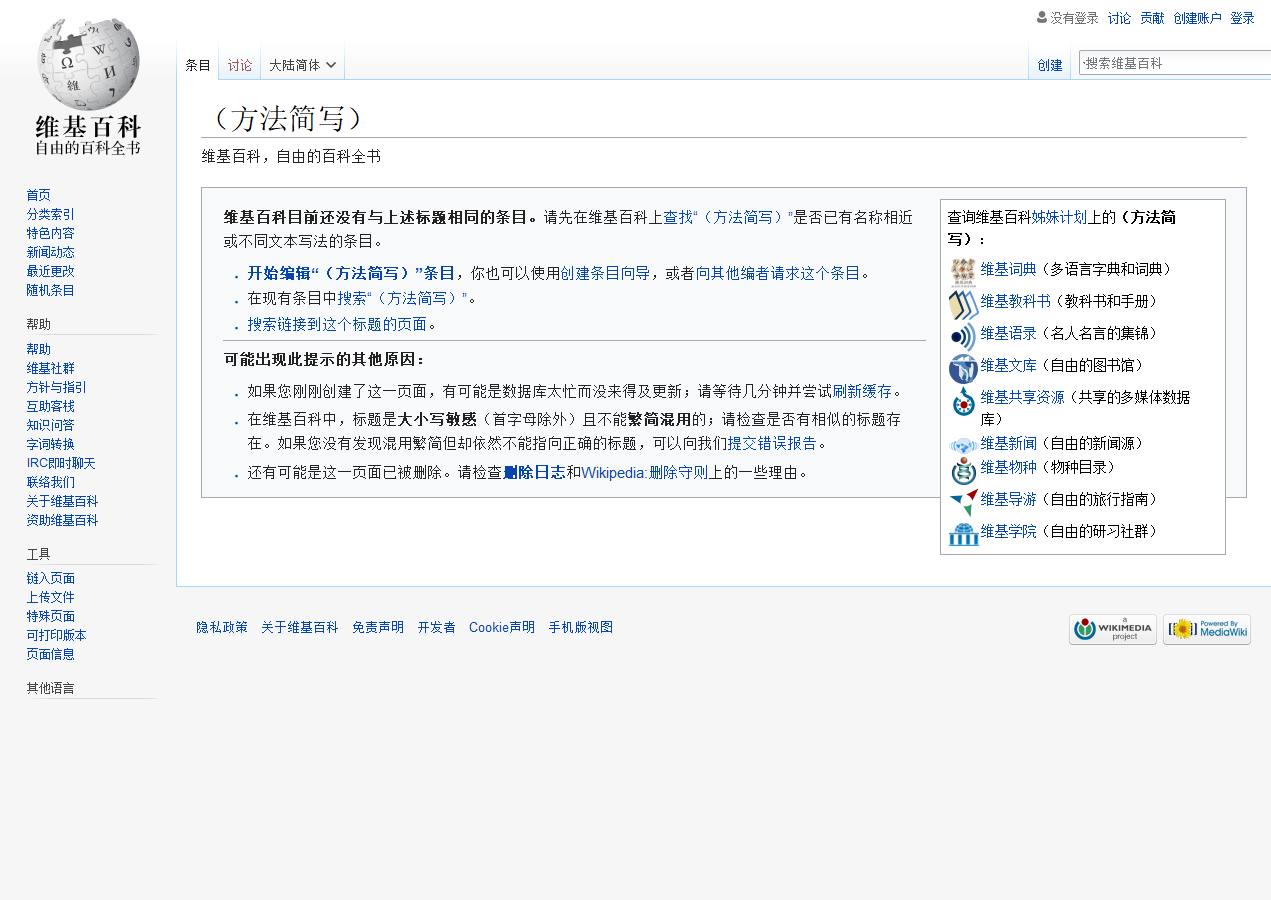 没有登录 讨论 贡献 创建账户 登录
条目 讨论 大陆简体 创建 搜索维基百科
维基百科
自由的百科全书
首页
分类索引
特色内容
新闻动态
最近更改
随机条目
帮助
帮助
维基社群
方针与指引
互助客栈
知识问答
字词转换
IRC即时聊天
联络我们
关于维基百科
资助维基百科
工具
链入页面
上传文件
特殊页面
可打印版本
页面信息
其他语言
（方法简写）
维基百科，自由的百科全书
维基百科目前还没有与上述标题相同的条目。请先在维基百科上查找“（方法简写）”是否已有名称相近
或不同文本写法的条目。
开始编辑“（方法简写）”条目，你也可以使用创建条目向导，或者向其他编者请求这个条目。
在现有条目中搜索“（方法简写）”。
搜索链接到这个标题的页面。
可能出现此提示的其他原因：
如果您刚刚创建了这一页面，有可能是数据库太忙而没来得及更新；请等待几分钟并尝试刷新缓存。
在维基百科中，标题是大小写敏感（首字母除外）且不能繁简混用的；请检查是否有相似的标题存
在。如果您没有发现混用繁简但却依然不能指向正确的标题，可以向我们提交错误报告。
还有可能是这一页面已被删除。请检查删除日志和Wikipedia:删除守则上的一些理由。
查询维基百科姊妹计划上的（方法简
写）：
维基词典（多语言字典和词典）
维基教科书（教科书和手册）
维基语录（名人名言的集锦）
维基文库（自由的图书馆）
维基共享资源（共享的多媒体数据
库）
维基新闻（自由的新闻源）
维基物种（物种目录）
维基导游（自由的旅行指南）
维基学院（自由的研习社群）
隐私政策 关于维基百科 免责声明 开发者 Cookie声明 手机版视图
a
WIKIMEDIA
project
Powered By
MediaWiki